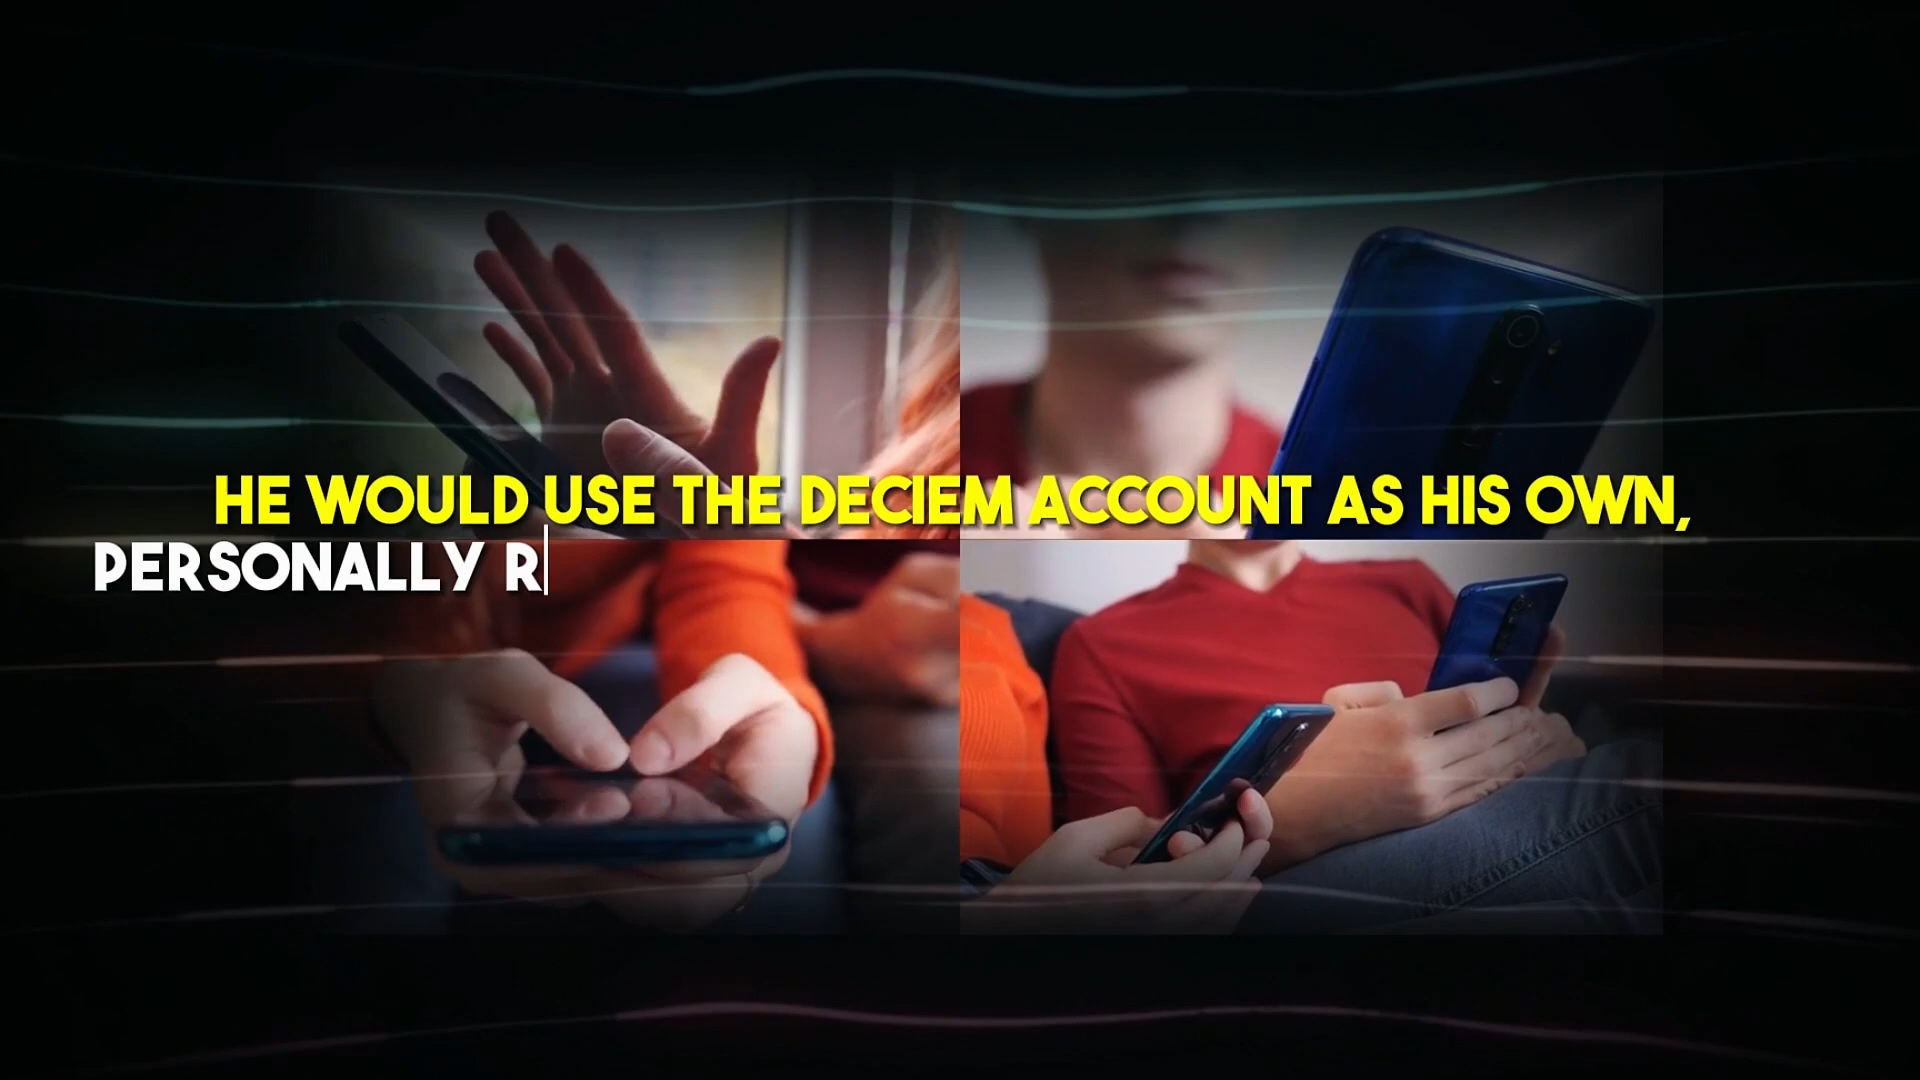 HE WOULD USE THE DECIEM ACCOUNT AS HIS OWN,
PERSONALLY R